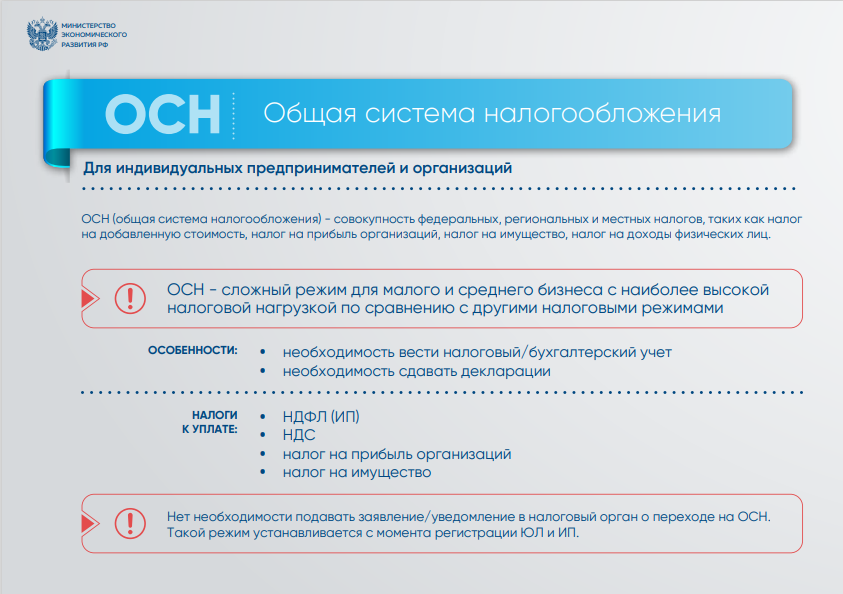 МИНИСТЕРСТВО
ЭКОНОМИЧЕСКОГО
РАЗВИТИЯ РФ
ОСН
Общая система налогообложения
Для индивидуальных предпринимателей и организаций
ОСН (общая система налогообложения) - совокупность федеральных, региональных и местных налогов, таких как налог
на добавленную стоимость, налог на прибыль организаций, налог на имущество, налог на доходы физических лиц.
ОСН - сложный режим для малого и среднего бизнеса с наиболее высокой
налоговой нагрузкой по сравнению с другими налоговыми режимами
ОСОБЕННОСТИ:
• необходимость вести налоговый/бухгалтерский учет
• необходимость сдавать декларации
НАЛОГИ
К УПЛАТЕ:
• НДФЛ (ИП)
• НДС
• налог на прибыль организаций
• налог на имущество
Нет необходимости подавать заявление/уведомление в налоговый орган о переходе на ОСН.
Такой режим устанавливается с момента регистрации ЮЛ и ИП.